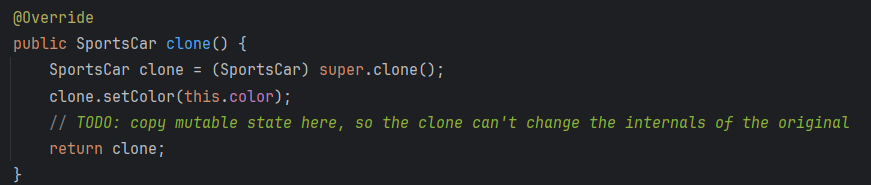 @Override
public SportsCar clone() {
    SportsCar clone = (SportsCar) super.clone();
    clone.setColor(this.color);
    // TODO: copy mutable state here, so the clone can't change the internals of the original
    return clone;
}